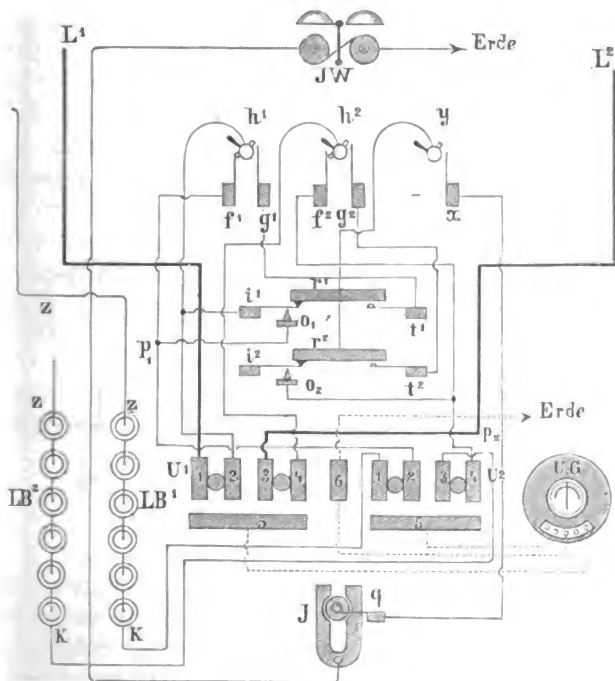 L¹
JW
Erde
L²
h¹ h² y
f¹ g¹ f² g² x
r¹
i¹ O₁ t¹
p₁
r²
i² O₂ t²
z
z z
LB² LB¹
K K
Erde
p₂
U¹ 1 2 3 4 6 1 2 3 4 U²
5 5
U.G
J q